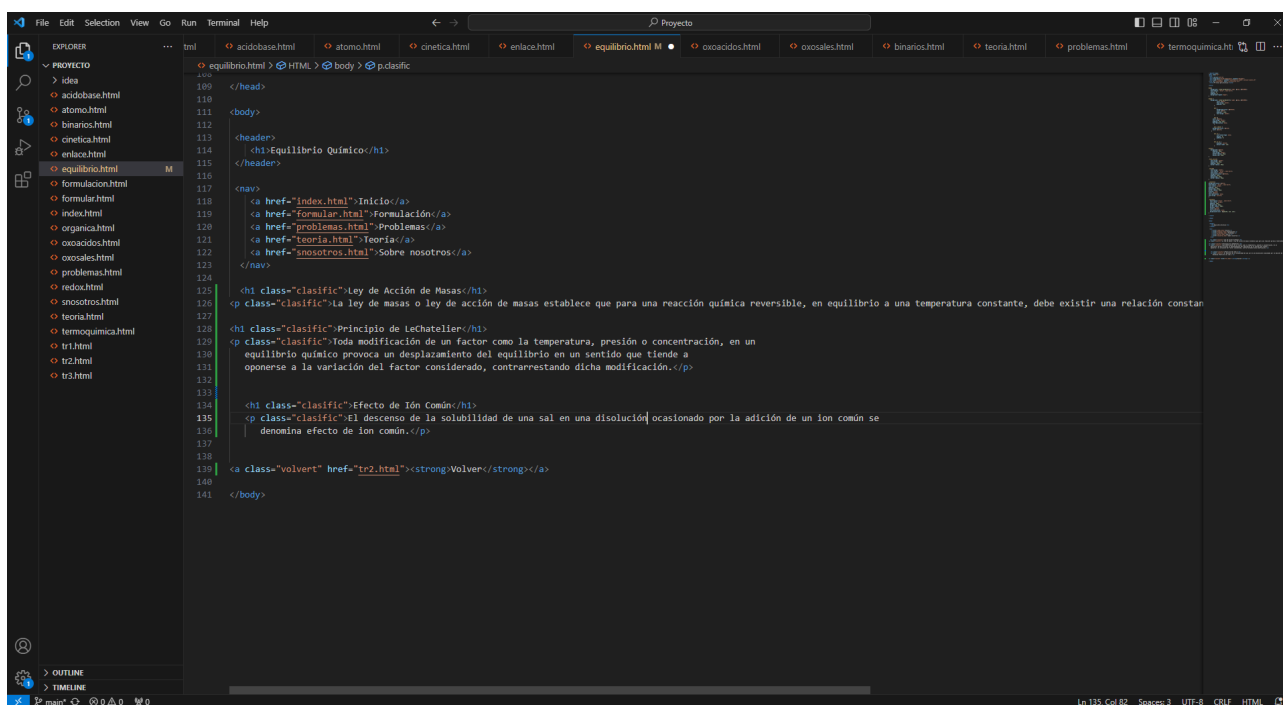 File Edit Selection View Go Run Terminal Help
Proyecto
EXPLORER
PROYECTO
idea
acidobase.html
atomo.html
binarios.html
cinetica.html
enlace.html
equilibrio.html M
formulacion.html
formular.html
index.html
organica.html
oxoacidos.html
oxosales.html
problemas.html
redox.html
snosotros.html
teoria.html
termoquimica.html
tr1.html
tr2.html
tr3.html
OUTLINE
TIMELINE
tml acidobase.html atomo.html cinetica.html enlace.html equilibrio.html M oxoacidos.html oxosales.html binarios.html teoria.html problemas.html termoquimica.ht
equilibrio.html > HTML > body > p.clasific
108
109 </head>
110
111 <body>
112
113 <header>
114 <h1>Equilibrio Químico</h1>
115 </header>
116
117 <nav>
118 <a href="index.html">Inicio</a>
119 <a href="formular.html">Formulación</a>
120 <a href="problemas.html">Problemas</a>
121 <a href="teoria.html">Teoría</a>
122 <a href="snosotros.html">Sobre nosotros</a>
123 </nav>
124
125 <h1 class="clasific">Ley de Acción de Masas</h1>
126 <p class="clasific">La ley de masas o ley de acción de masas establece que para una reacción química reversible, en equilibrio a una temperatura constante, debe existir una relación constan
127
128 <h1 class="clasific">Principio de LeChatelier</h1>
129 <p class="clasific">Toda modificación de un factor como la temperatura, presión o concentración, en un
130 equilibrio químico provoca un desplazamiento del equilibrio en un sentido que tiende a
131 oponerse a la variación del factor considerado, contrarrestando dicha modificación.</p>
132
133
134 <h1 class="clasific">Efecto de Ión Común</h1>
135 <p class="clasific">El descenso de la solubilidad de una sal en una disolución ocasionado por la adición de un ion común se
136 denomina efecto de ion común.</p>
137
138
139 <a class="volvert" href="tr2.html"><strong>Volver</strong></a>
140
141 </body>
main* 0 0 0 Ln 135, Col 82 Spaces: 3 UTF-8 CRLF HTML